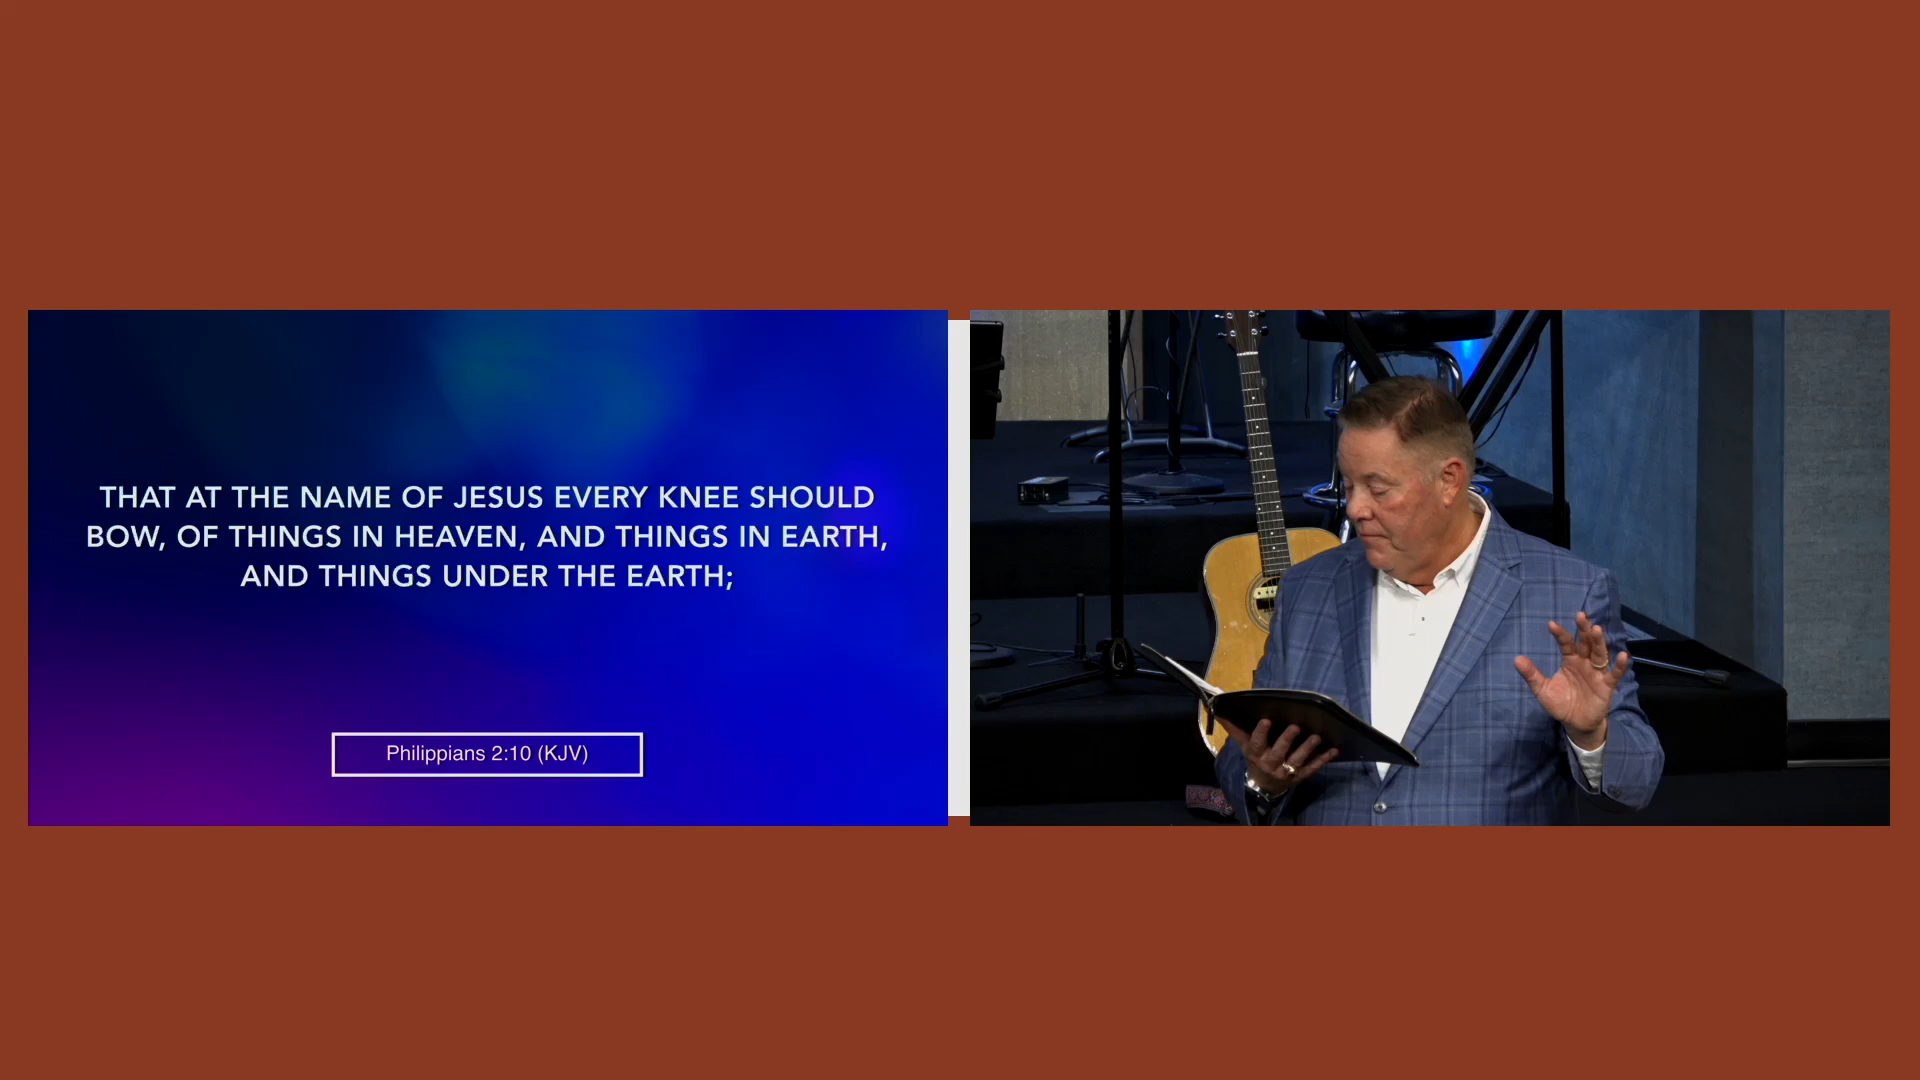 THAT AT THE NAME OF JESUS EVERY KNEE SHOULD
BOW, OF THINGS IN HEAVEN, AND THINGS IN EARTH,
AND THINGS UNDER THE EARTH;
Philippians 2:10 (KJV)